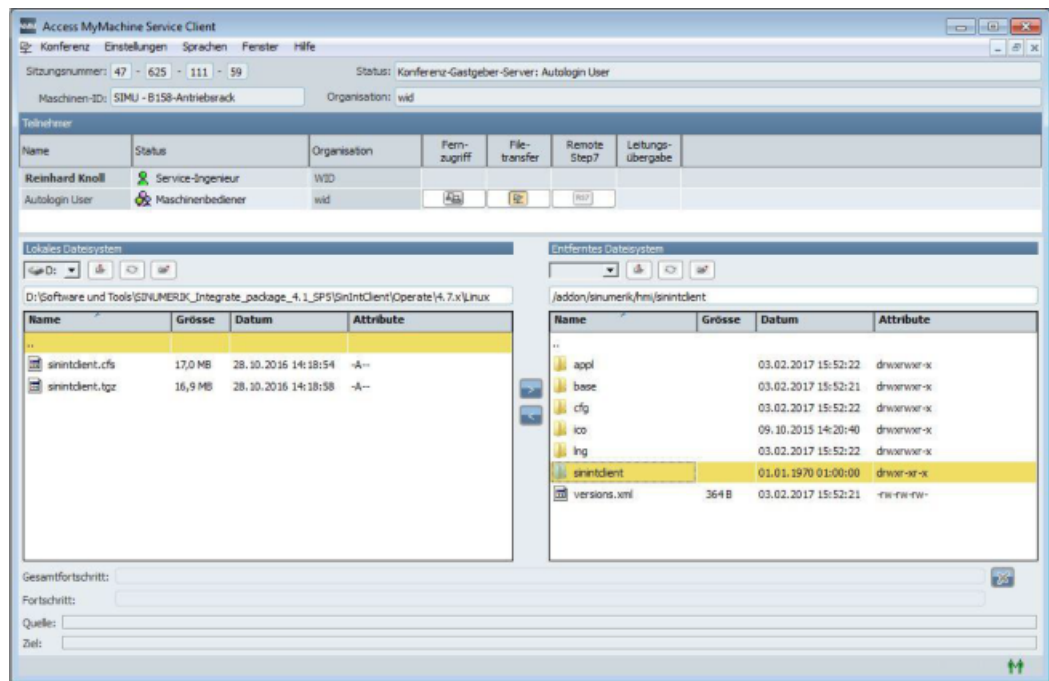 Access MyMachine Service Client
Konferenz Einstellungen Sprachen Fenster Hilfe
Sitzungsnummer: 47 - 625 - 111 - 59 Status: Konferenz-Gastgeber-Server: Autologin User
Maschinen-ID: SIMU - B158-Antriebsrack Organisation: wid
Teilnehmer
Name Status Organisation Fern-zugriff File-transfer Remote Step7 Leitungs-übergabe
Reinhard Knoll Service-Ingenieur WID
Autologin User Maschinenbediener wid RS7
Lokales Dateisystem
D:
D:\Software und Tools\SINUMERIK_Integrate_package_4.1_SP5\SinIntClient\Operate\4.7.x\Linux
Name Grösse Datum Attribute
..
sinintclient.cfs 17,0 MB 28.10.2016 14:18:54 -A--
sinintclient.tgz 16,9 MB 28.10.2016 14:18:58 -A--
> 
<
Entferntes Dateisystem
/addon/sinumerik/hmi/sinintclient
Name Grösse Datum Attribute
..
appl 03.02.2017 15:52:22 drwxrwxr-x
base 03.02.2017 15:52:21 drwxrwxr-x
cfg 03.02.2017 15:52:22 drwxrwxr-x
ico 09.10.2015 14:20:40 drwxrwxr-x
lng 03.02.2017 15:52:22 drwxrwxr-x
sinintclient 01.01.1970 01:00:00 drwxr-xr-x
versions.xml 364 B 03.02.2017 15:52:21 -rw-rw-rw-
Gesamtfortschritt:
Fortschritt:
Quelle:
Ziel: